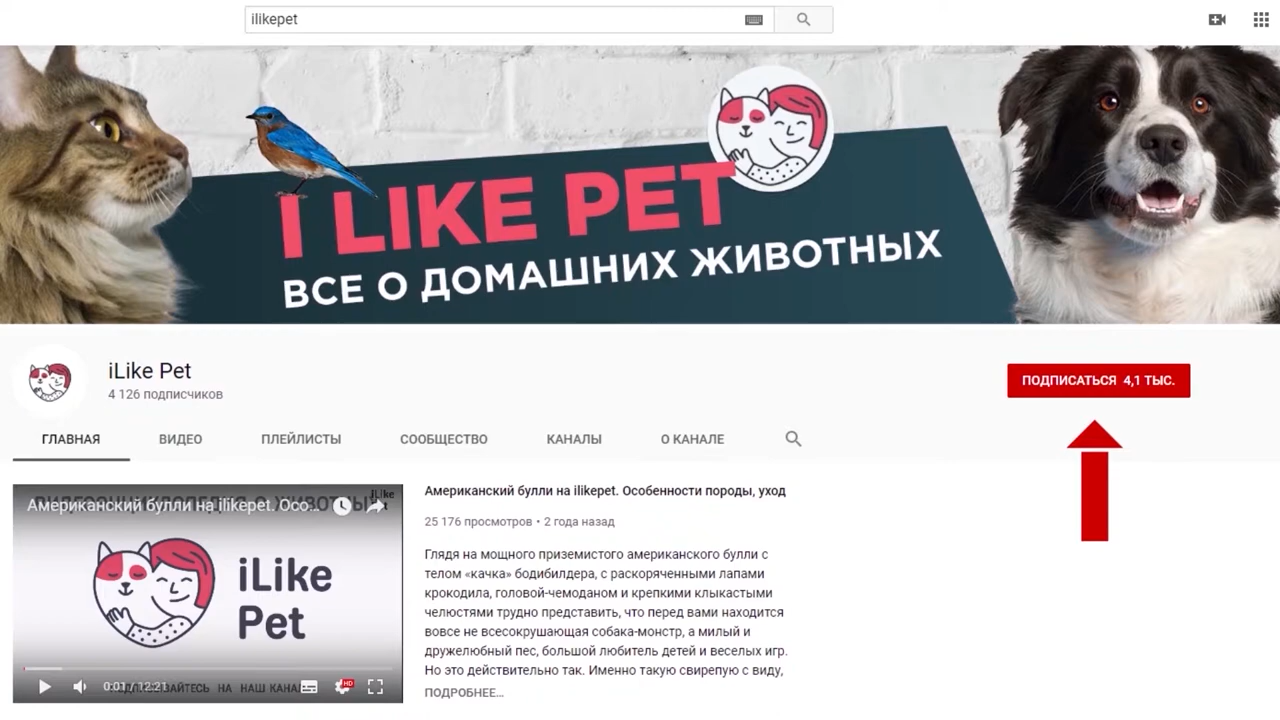 ilikepet
I LIKE PET
ВСЕ О ДОМАШНИХ ЖИВОТНЫХ
iLike Pet
4 126 подписчиков
ПОДПИСАТЬСЯ 4,1 ТЫС.
ГЛАВНАЯ
ВИДЕО
ПЛЕЙЛИСТЫ
СООБЩЕСТВО
КАНАЛЫ
О КАНАЛЕ
Американский булли на ilikepet. Осо...
iLike
Pet
0:01 / 12:21
HD
Американский булли на ilikepet. Особенности породы, уход
25 176 просмотров • 2 года назад
Глядя на мощного приземистого американского булли с
телом «качка» бодибилдера, с раскоряченными лапами
крокодила, головой-чемоданом и крепкими клыкастыми
челюстями трудно представить, что перед вами находится
вовсе не всесокрушающая собака-монстр, а милый и
дружелюбный пес, большой любитель детей и веселых игр.
Но это действительно так. Именно такую свирепую с виду,
ПОДРОБНЕЕ...